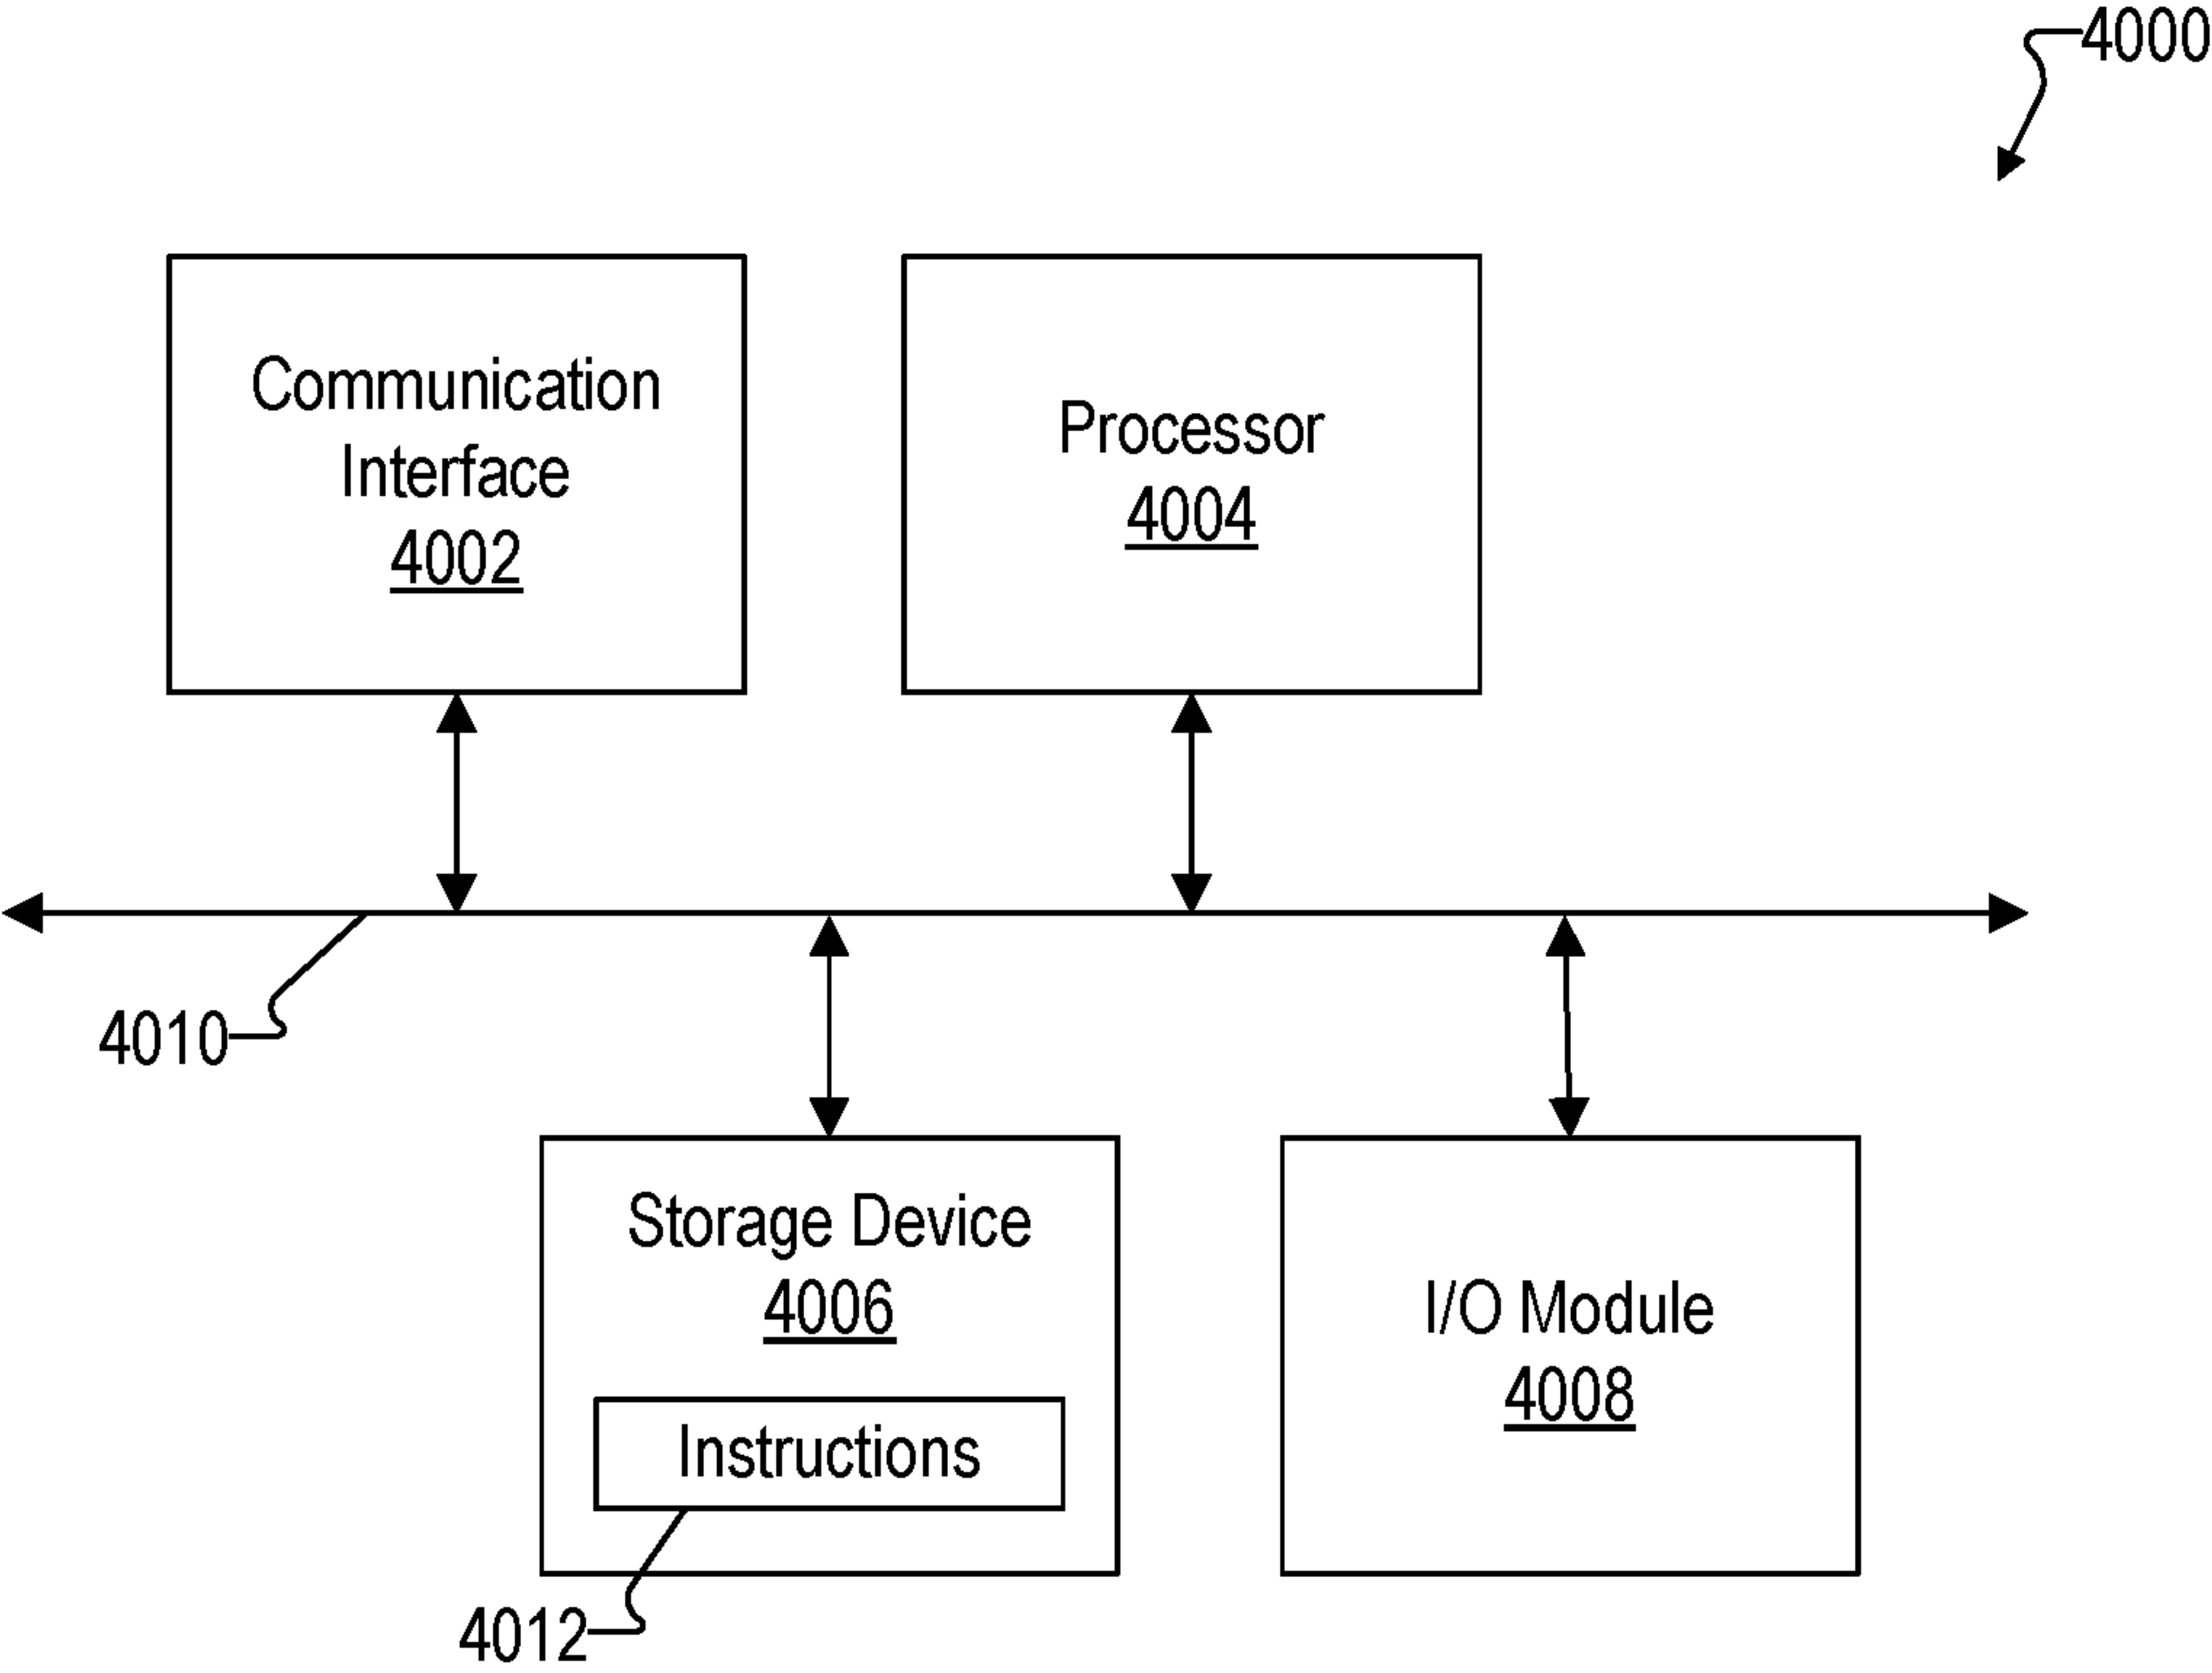 4000
Communication
Interface
4002
Processor
4004
4010
Storage Device
4006
Instructions
4012
I/O Module
4008